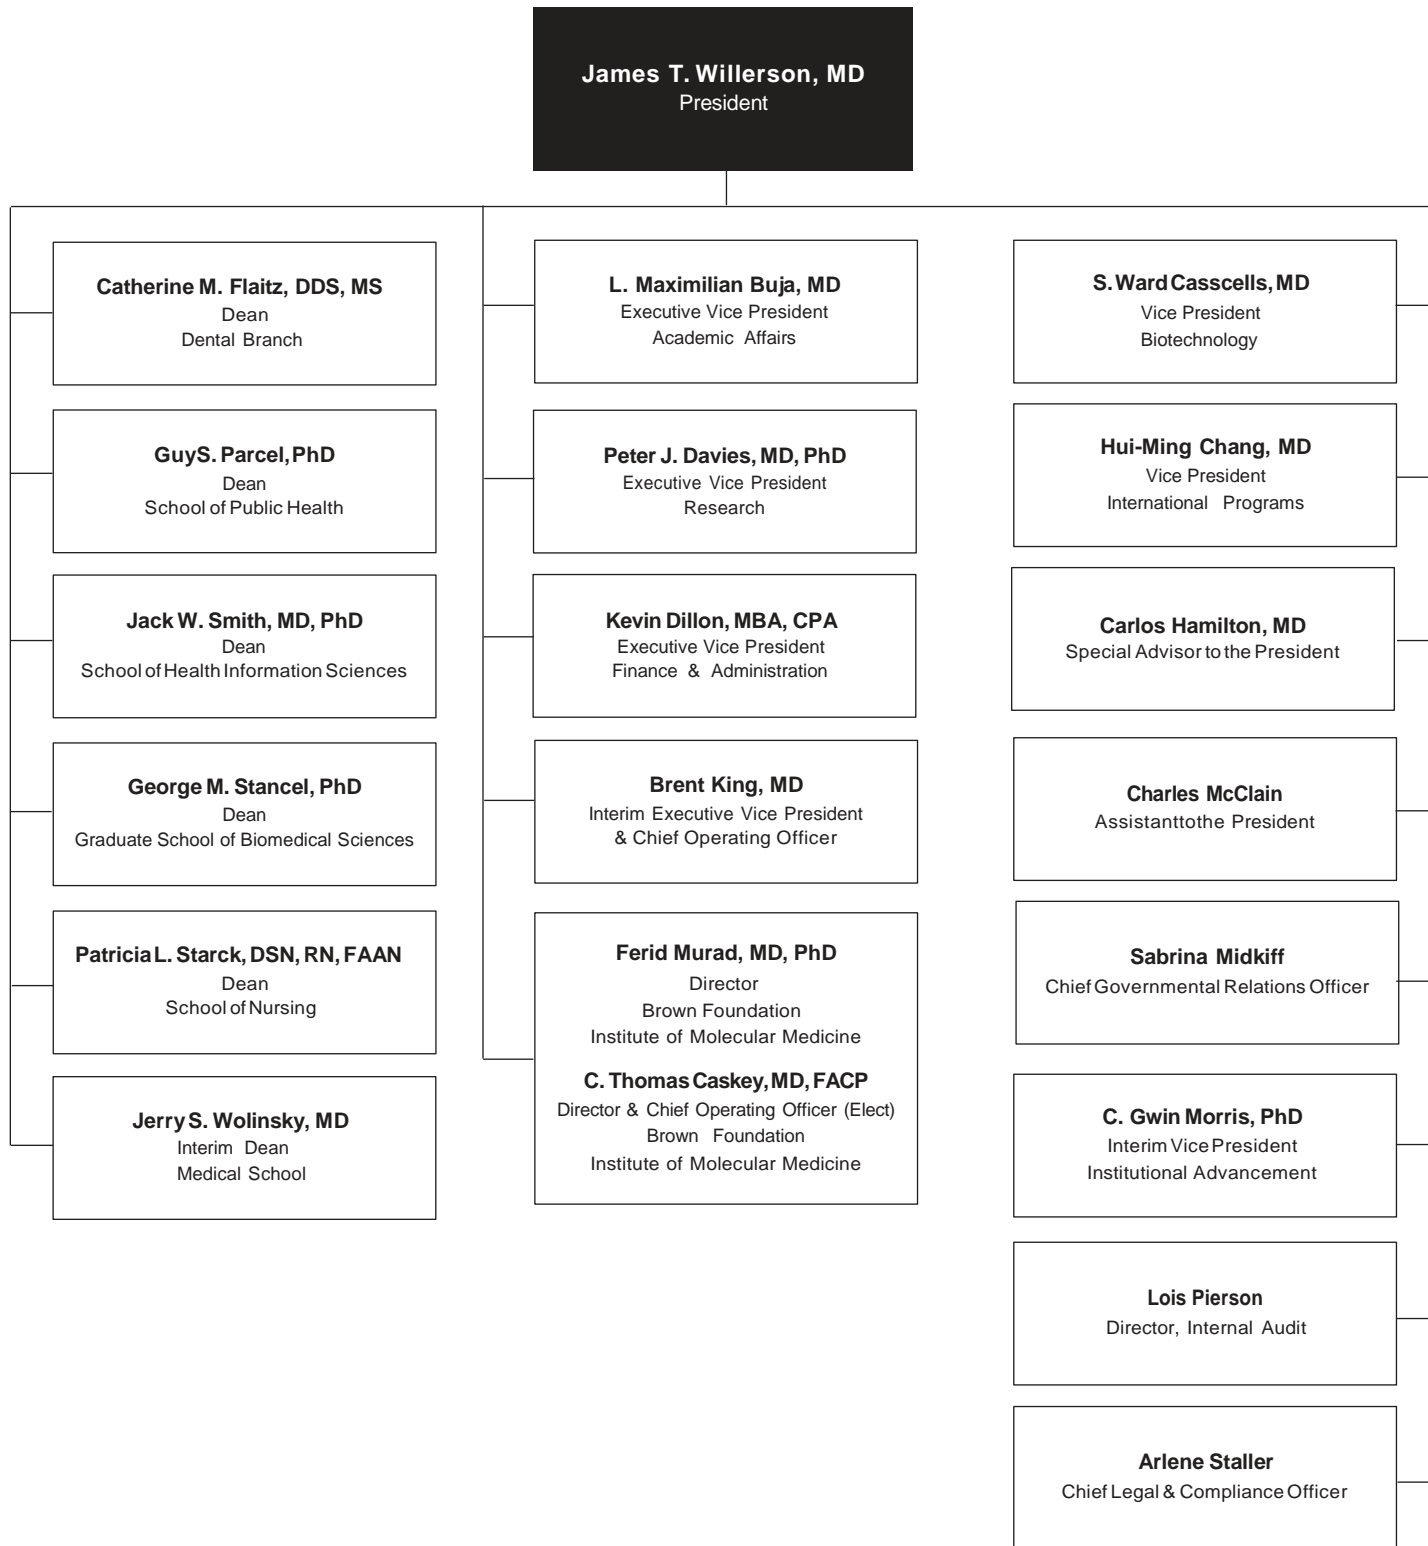 James T. Willerson, MD
President
Catherine M. Flaitz, DDS, MS
Dean
Dental Branch
Guy S. Parcel, PhD
Dean
School of Public Health
Jack W. Smith, MD, PhD
Dean
School of Health Information Sciences
George M. Stancel, PhD
Dean
Graduate School of Biomedical Sciences
Patricia L. Starck, DSN, RN, FAAN
Dean
School of Nursing
Jerry S. Wolinsky, MD
Interim Dean
Medical School
L. Maximilian Buja, MD
Executive Vice President
Academic Affairs
Peter J. Davies, MD, PhD
Executive Vice President
Research
Kevin Dillon, MBA, CPA
Executive Vice President
Finance & Administration
Brent King, MD
Interim Executive Vice President
& Chief Operating Officer
Ferid Murad, MD, PhD
Director
Brown Foundation
Institute of Molecular Medicine
C. Thomas Caskey, MD, FACP
Director & Chief Operating Officer (Elect)
Brown Foundation
Institute of Molecular Medicine
S. Ward Casscells, MD
Vice President
Biotechnology
Hui-Ming Chang, MD
Vice President
International Programs
Carlos Hamilton, MD
Special Advisor to the President
Charles McClain
Assistant to the President
Sabrina Midkiff
Chief Governmental Relations Officer
C. Gwin Morris, PhD
Interim Vice President
Institutional Advancement
Lois Pierson
Director, Internal Audit
Arlene Staller
Chief Legal & Compliance Officer